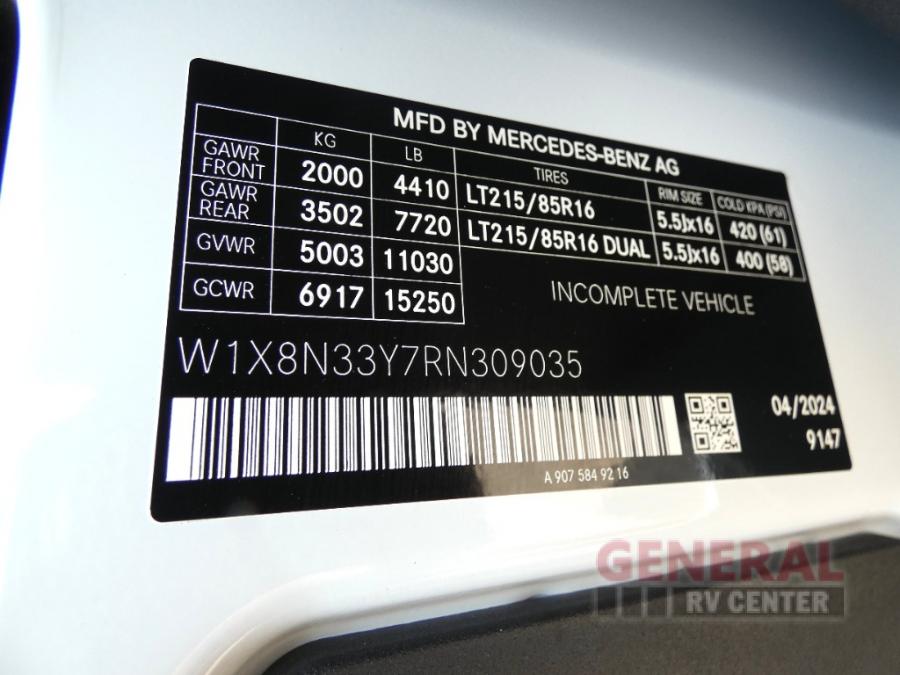 MFD BY MERCEDES-BENZ AG
KG LB TIRES RIM SIZE COLD KPA (PSI)
GAWR FRONT 2000 4410 LT215/85R16 5.5Jx16 420 (61)
GAWR REAR 3502 7720 LT215/85R16 DUAL 5.5Jx16 400 (58)
GVWR 5003 11030
GCWR 6917 15250
INCOMPLETE VEHICLE
W1X8N33Y7RN309035
04/2024
9147
A 907 584 92 16
GENERAL
RV CENTER